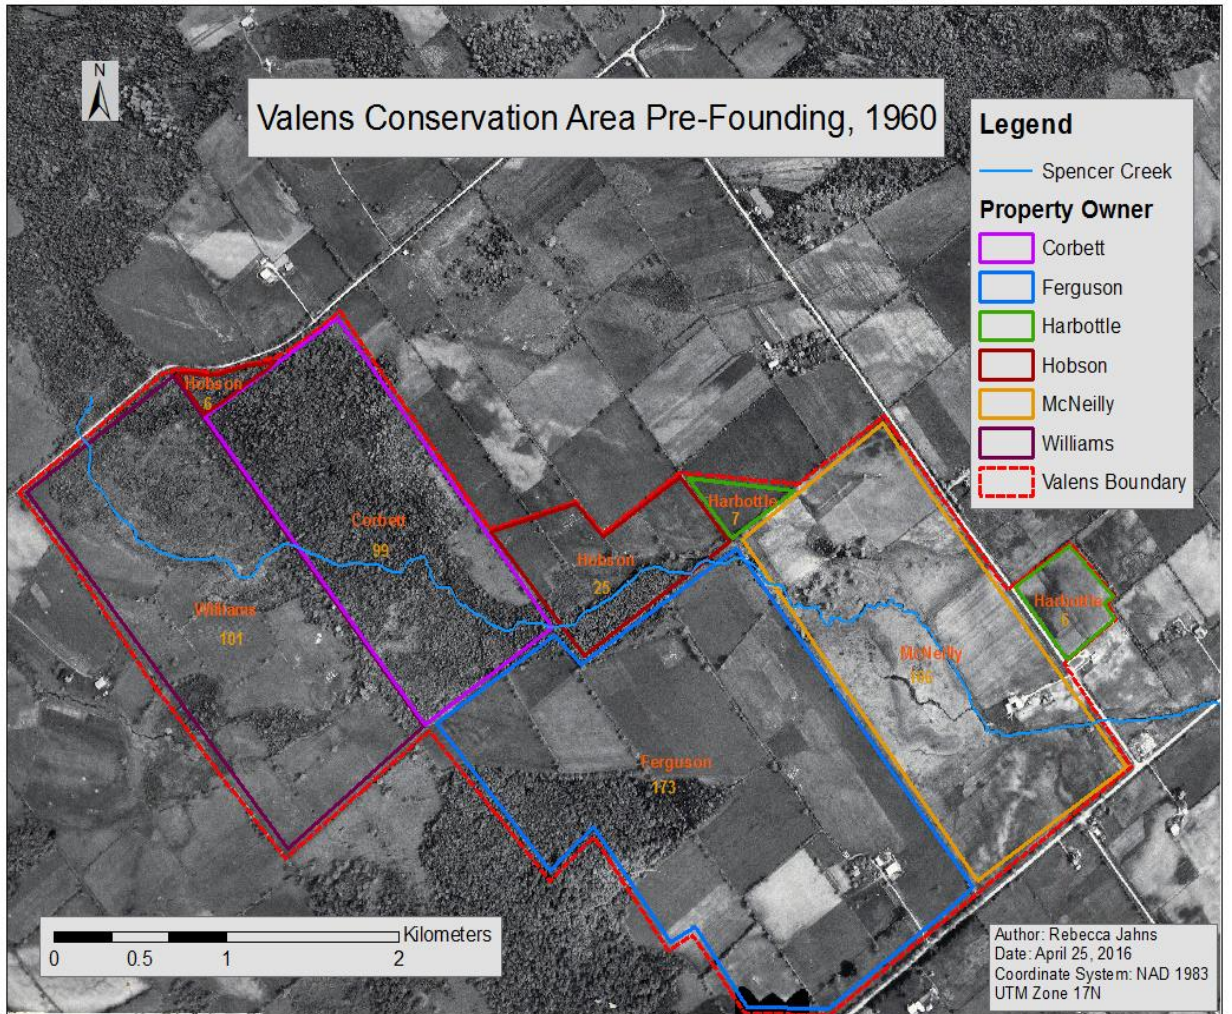 N
Valens Conservation Area Pre-Founding, 1960
Legend
Spencer Creek
Property Owner
Corbett
Ferguson
Harbottle
Hobson
McNeilly
Williams
Valens Boundary
Hobson
6
Corbett
99
Harbottle
7
Hobson
25
Williams
101
Harbottle
McNeilly
Ferguson
173
Kilometers
0 0.5 1 2
Author: Rebecca Jahns
Date: April 25, 2016
Coordinate System: NAD 1983
UTM Zone 17N